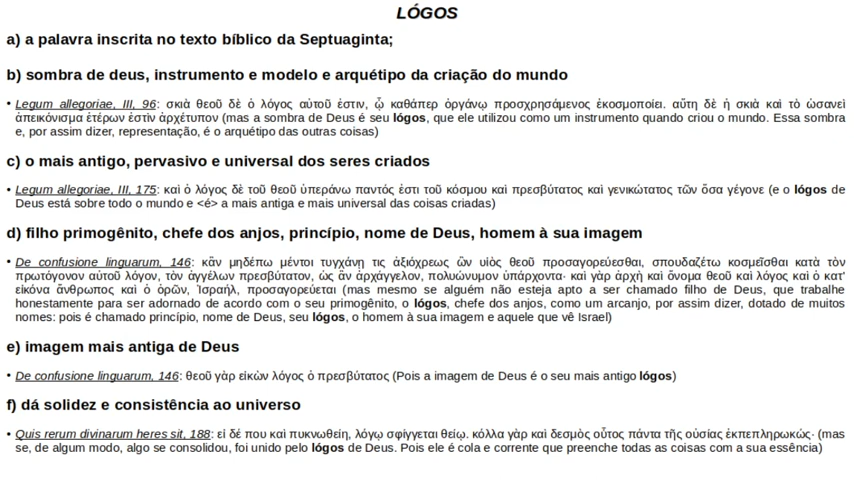 LÓGOS
a) a palavra inscrita no texto bíblico da Septuaginta;
b) sombra de deus, instrumento e modelo e arquétipo da criação do mundo
• Legum allegoriae, III, 96: σκιὰ θεοῦ δὲ ὁ λόγος αὐτοῦ ἐστιν, ᾧ καθάπερ ὀργάνῳ προσχρησάμενος ἐκοσμοποίει. αὕτη δὲ ἡ σκιὰ καὶ τὸ ὡσανεὶ
ἀπεικόνισμα ἑτέρων ἐστὶν ἀρχέτυπον (mas a sombra de Deus é seu lógos, que ele utilizou como um instrumento quando criou o mundo. Essa sombra
e, por assim dizer, representação, é o arquétipo das outras coisas)
c) o mais antigo, pervasivo e universal dos seres criados
• Legum allegoriae, III, 175: καὶ ὁ λόγος δὲ τοῦ θεοῦ ὑπεράνω παντός ἐστι τοῦ κόσμου καὶ πρεσβύτατος καὶ γενικώτατος τῶν ὅσα γέγονε (e o lógos de
Deus está sobre todo o mundo e <é> a mais antiga e mais universal das coisas criadas)
d) filho primogênito, chefe dos anjos, princípio, nome de Deus, homem à sua imagem
• De confusione linguarum, 146: κἂν μηδέπω μέντοι τυγχάνῃ τις ἀξιόχρεως ὢν υἱὸς θεοῦ προσαγορεύεσθαι, σπουδαζέτω κοσμεῖσθαι κατὰ τὸν
πρωτόγονον αὐτοῦ λόγον, τὸν ἀγγέλων πρεσβύτατον, ὡς ἂν ἀρχάγγελον, πολυώνυμον ὑπάρχοντα· καὶ γὰρ ἀρχὴ καὶ ὄνομα θεοῦ καὶ λόγος καὶ ὁ κατ'
εἰκόνα ἄνθρωπος καὶ ὁ ὁρῶν, Ἰσραήλ, προσαγορεύεται (mas mesmo se alguém não esteja apto a ser chamado filho de Deus, que trabalhe
honestamente para ser adornado de acordo com o seu primogênito, o lógos, chefe dos anjos, como um arcanjo, por assim dizer, dotado de muitos
nomes: pois é chamado princípio, nome de Deus, seu lógos, o homem à sua imagem e aquele que vê Israel)
e) imagem mais antiga de Deus
• De confusione linguarum, 146: θεοῦ γὰρ εἰκὼν λόγος ὁ πρεσβύτατος (Pois a imagem de Deus é o seu mais antigo lógos)
f) dá solidez e consistência ao universo
• Quis rerum divinarum heres sit, 188: εἰ δέ που καὶ πυκνωθείη, λόγῳ σφίγγεται θείῳ. κόλλα γὰρ καὶ δεσμὸς οὗτος πάντα τῆς οὐσίας ἐκπεπληρωκώς· (mas
se, de algum modo, algo se consolidou, foi unido pelo lógos de Deus. Pois ele é cola e corrente que preenche todas as coisas com a sua essência)